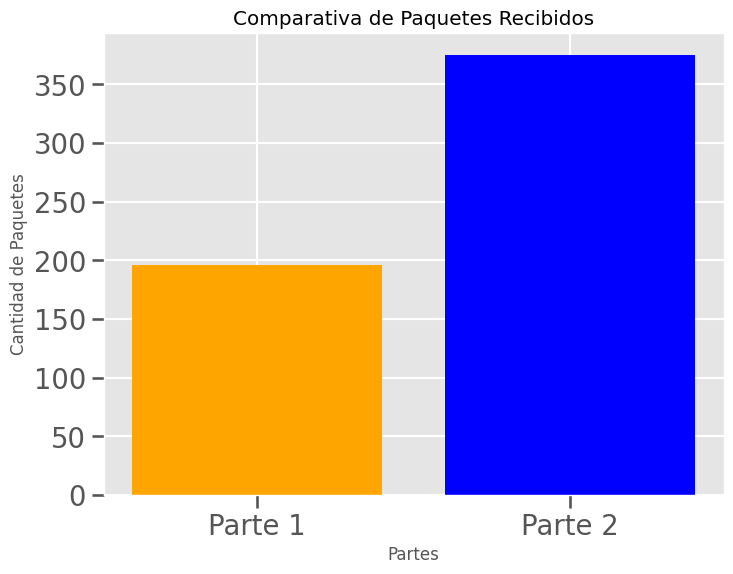 Comparativa de Paquetes Recibidos
Cantidad de Paquetes
350
300
250
200
150
100
50
0
Parte 1
Parte 2
Partes